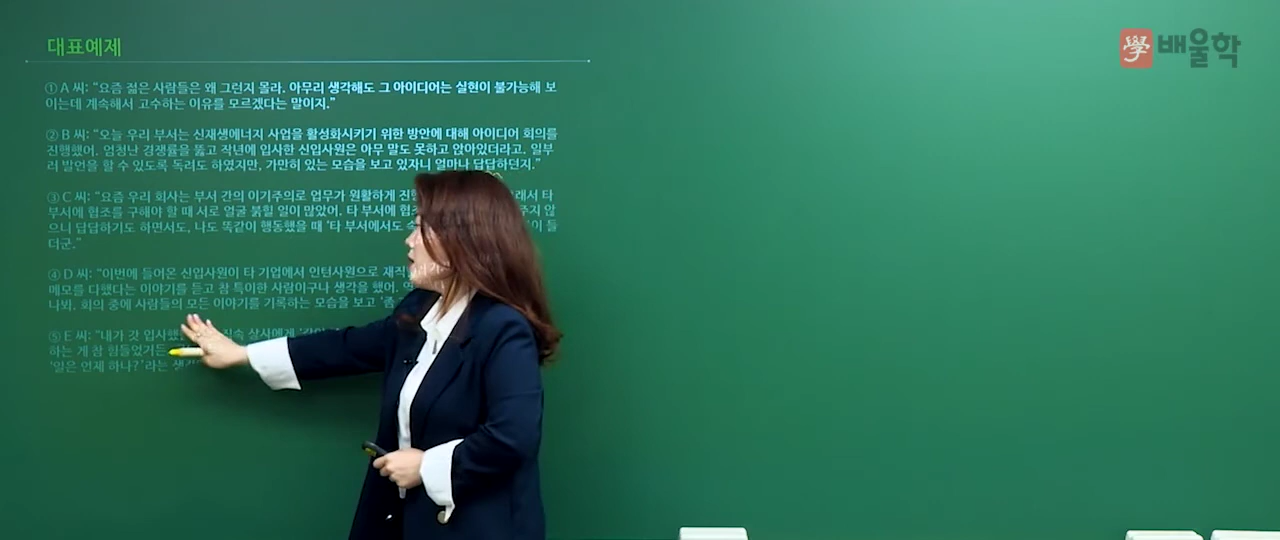 대표예제
學 배울학
① A 씨: “요즘 젊은 사람들은 왜 그런지 몰라. 아무리 생각해도 그 아이디어는 실현이 불가능해 보
이는데 계속해서 고수하는 이유를 모르겠다는 말이지.”
② B 씨: “오늘 우리 부서는 신재생에너지 사업을 활성화시키기 위한 방안에 대해 아이디어 회의를
진행했어. 엄청난 경쟁률을 뚫고 작년에 입사한 신입사원은 아무 말도 못하고 앉아있더라고. 일부
러 발언을 할 수 있도록 독려도 하였지만, 가만히 있는 모습을 보고 있자니 얼마나 답답하던지.”
③ C 씨: “요즘 우리 회사는 부서 간의 이기주의로 업무가 원활하게 타
부서에 협조를 구해야 할 때 서로 얼굴 붉힐 일이 많았어. 타 부서에 않
으니 답답하기도 하면서도, 나도 똑같이 행동했을 때 ‘타 부서에서도 들
더군.”
④ D 씨: “이번에 들어온 신입사원이 타 기업에서 인턴사원으로
메모를 다했다는 이야기를 듣고 참 특이한 사람이구나 생각을 했어.
나봐. 회의 중에 사람들의 모든 이야기를 기록하는 모습을 보고
⑤ E 씨: “내가 갓 상사에게
하는 게 참 힘들었거든
‘일은 언제 하나?’라는